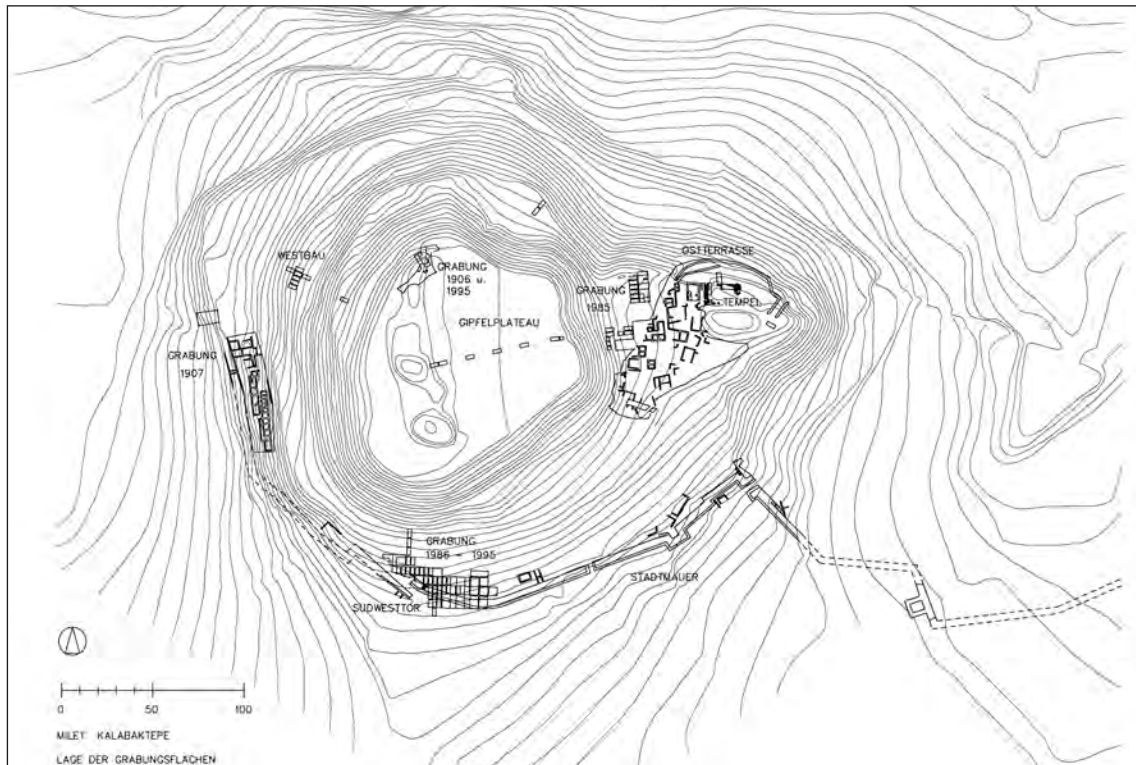 OSTTERRASSE
WESTBAU
GRABUNG
1906 u.
1995
GRABUNG
1985
TEMPEL
GIPFELPLATEAU
GRABUNG
1907
GRABUNG
1986 - 1995
STADTMAUER
SÜDWESTTOR
0 50 100
MILET KALABAKTEPE
LAGE DER GRABUNGSFLÄCHEN